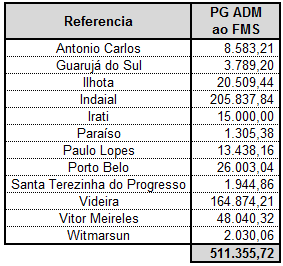 Referencia PG ADM ao FMS
Antonio Carlos 8.583,21
Guarujá do Sul 3.789,20
Ilhota 20.509,44
Indaial 205.837,84
Irati 15.000,00
Paraíso 1.305,38
Paulo Lopes 13.438,16
Porto Belo 26.003,04
Santa Terezinha do Progresso 1.944,86
Videira 164.874,21
Vitor Meireles 48.040,32
Witmarsun 2.030,06
511.355,72